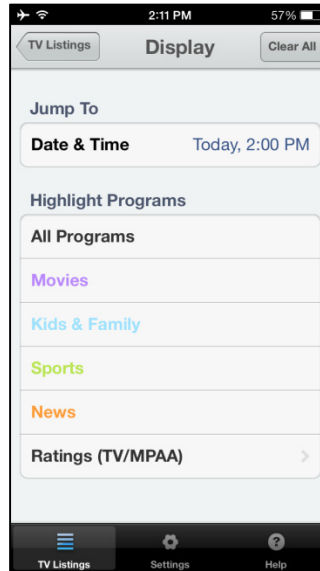 2:11 PM 57%
TV Listings Display Clear All
Jump To
Date & Time Today, 2:00 PM
Highlight Programs
All Programs
Movies
Kids & Family
Sports
News
Ratings (TV/MPAA)
TV Listings Settings Help